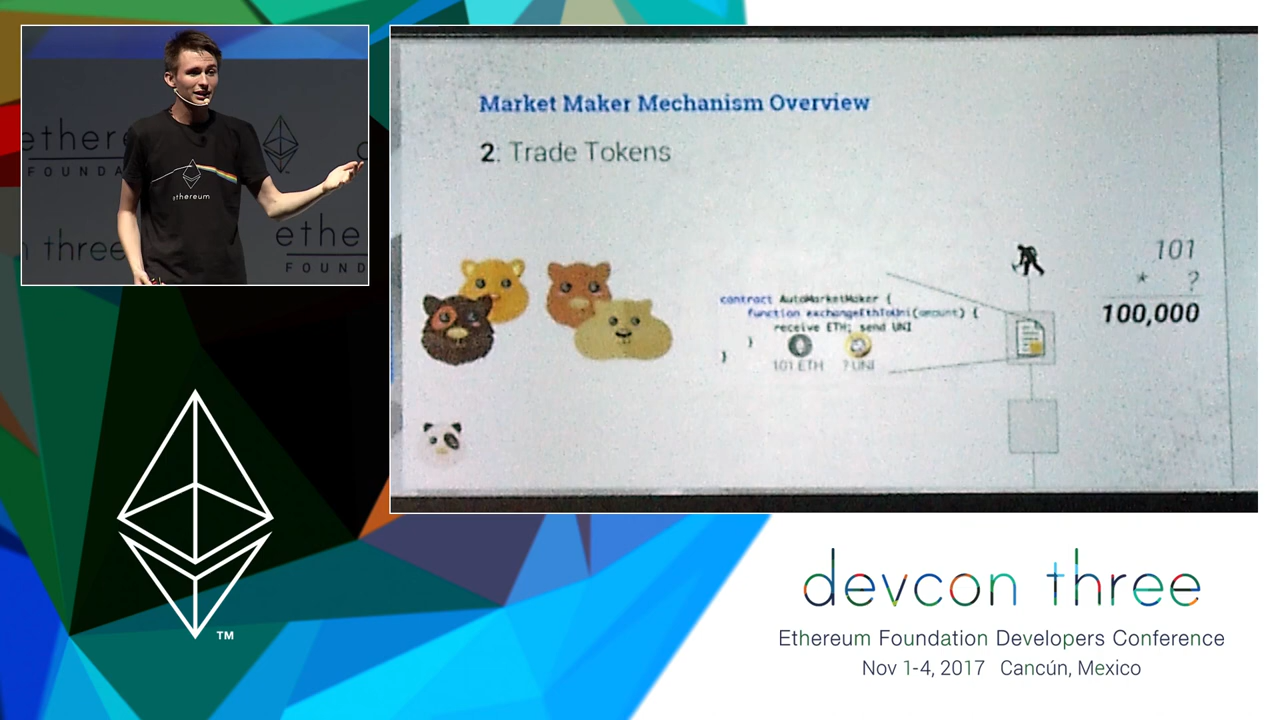 ethere
FOUNDA
n three
ethe
FOUND
ethereum
Market Maker Mechanism Overview
2: Trade Tokens
contract AutoMarketMaker {
function exchangeEthToUni(amount) {
receive ETH; send UNI
}
}
101 ETH ? UNI
101
* ?
100,000
TM
devcon three
Ethereum Foundation Developers Conference
Nov 1-4, 2017 Cancún, Mexico